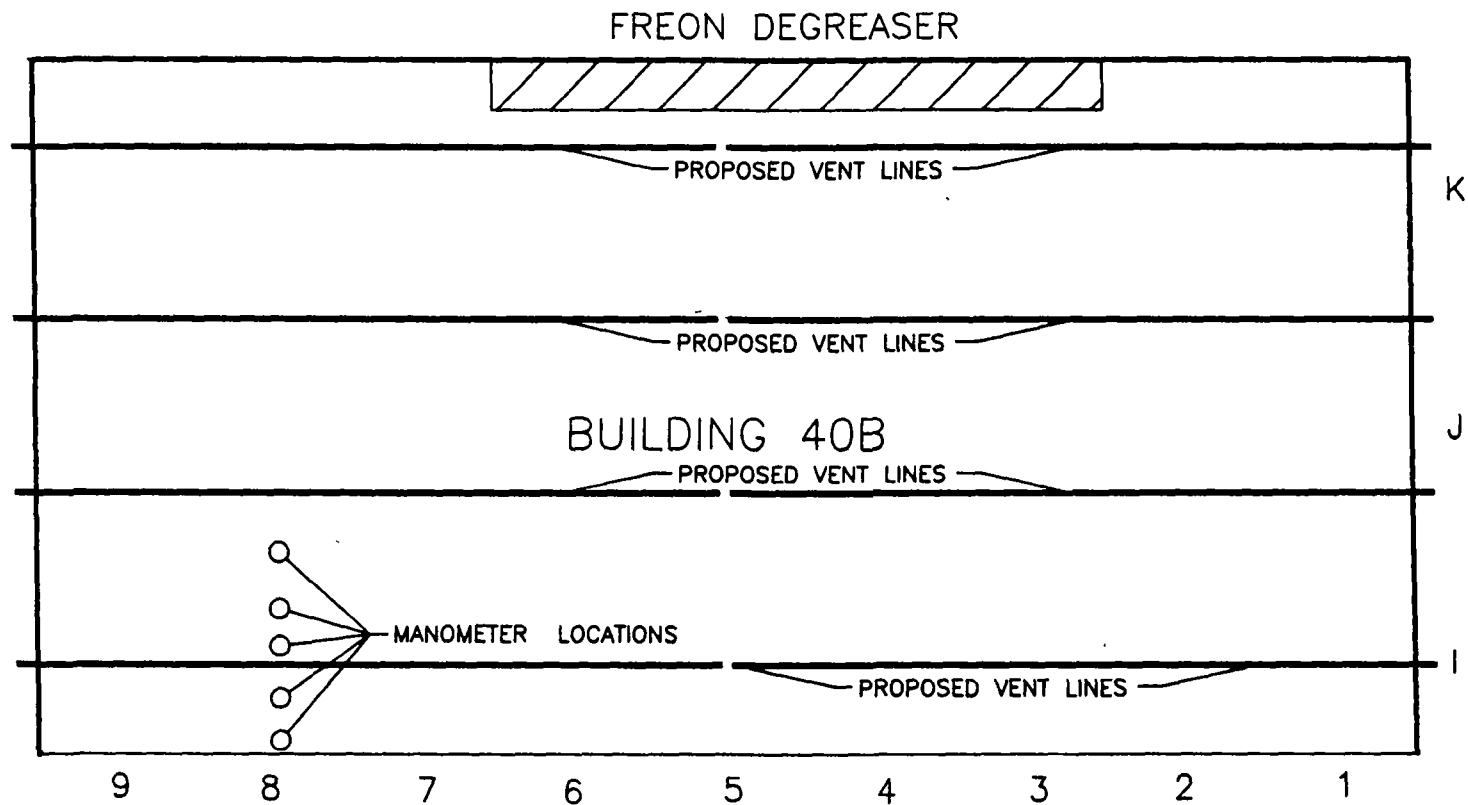 FREON DEGREASER
PROPOSED VENT LINES
K
PROPOSED VENT LINES
BUILDING 40B
J
PROPOSED VENT LINES
MANOMETER LOCATIONS
I
PROPOSED VENT LINES
9 8 7 6 5 4 3 2 1